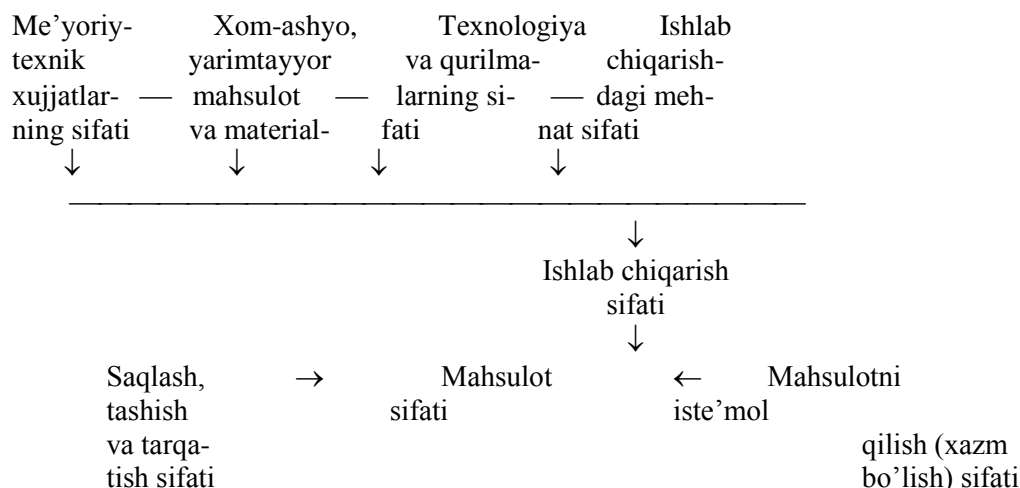 Me’yoriy- Xom-ashyo, Texnologiya Ishlab
texnik yarimtayyor va qurilma- chiqarish-
xujjatlar- — mahsulot — larning si- — dagi meh-
ning sifati va material- fati nat sifati
↓ ↓ ↓ ↓
↓
Ishlab chiqarish
sifati
↓
Saqlash, → Mahsulot ← Mahsulotni
tashish sifati iste’mol
va tarqa- qilish (xazm
tish sifati bo’lish) sifati